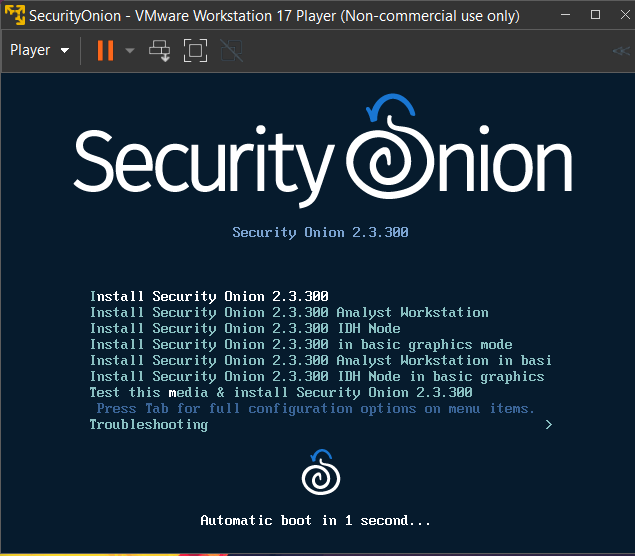 SecurityOnion - VMware Workstation 17 Player (Non-commercial use only)
Player
Security Onion
Security Onion 2.3.300
Install Security Onion 2.3.300
Install Security Onion 2.3.300 Analyst Workstation
Install Security Onion 2.3.300 IDH Node
Install Security Onion 2.3.300 in basic graphics mode
Install Security Onion 2.3.300 Analyst Workstation in basi
Install Security Onion 2.3.300 IDH Node in basic graphics
Test this media & install Security Onion 2.3.300
Press Tab for full configuration options on menu items.
Troubleshooting >
Automatic boot in 1 second...